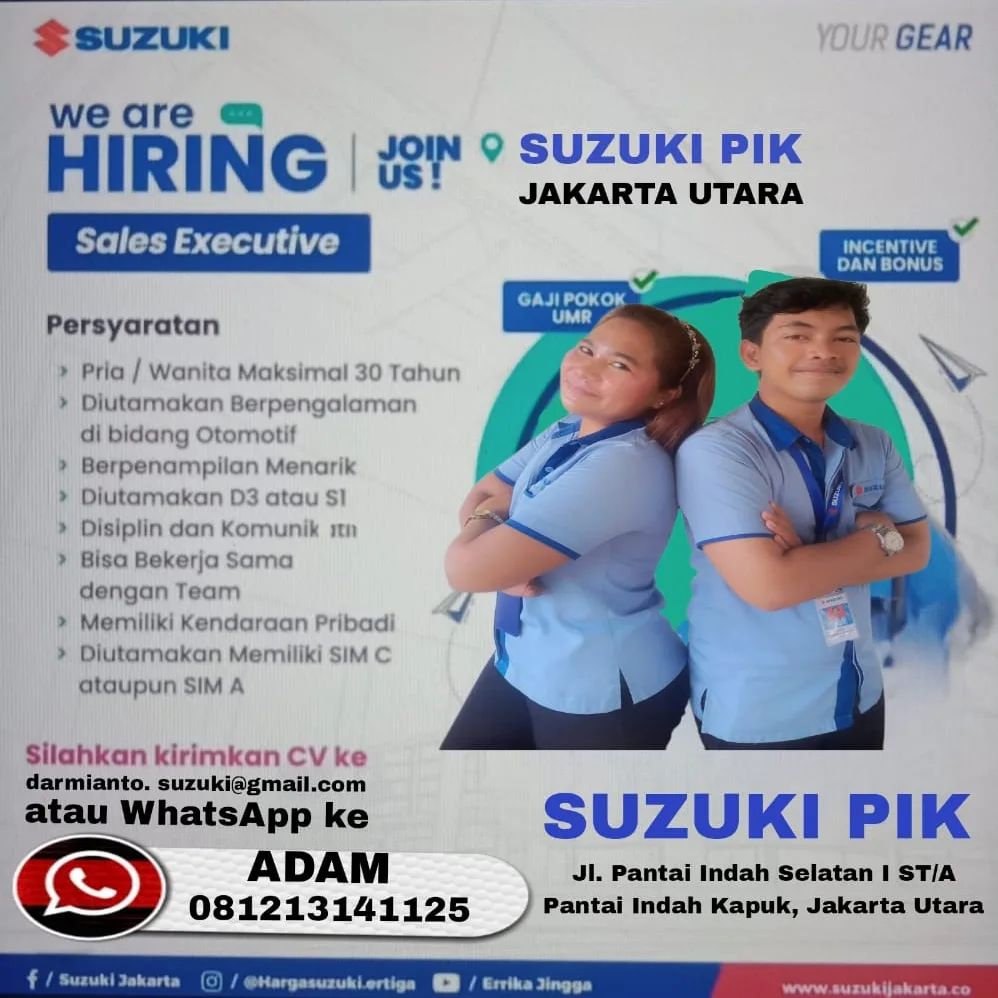 SUZUKI
YOUR GEAR
we are
HIRING
JOIN
US!
SUZUKI PIK
JAKARTA UTARA
Sales Executive
INCENTIVE
DAN BONUS
GAJI POKOK
UMR
Persyaratan
Pria / Wanita Maksimal 30 Tahun
Diutamakan Berpengalaman
di bidang Otomotif
Berpenampilan Menarik
Diutamakan D3 atau S1
Disiplin dan Komunik
Bisa Bekerja Sama
dengan Team
Memiliki Kendaraan Pribadi
Diutamakan Memiliki SIM C
ataupun SIM A
SUZUKI
Silahkan kirimkan CV ke
darmianto. suzuki@gmail.com
atau WhatsApp ke
ADAM
081213141125
SUZUKI PIK
Jl. Pantai Indah Selatan I ST/A
Pantai Indah Kapuk, Jakarta Utara
/ Suzuki Jakarta
/ @Hargasuzuki.ertiga
/ Errika Jingga
www.suzukijakarta.co